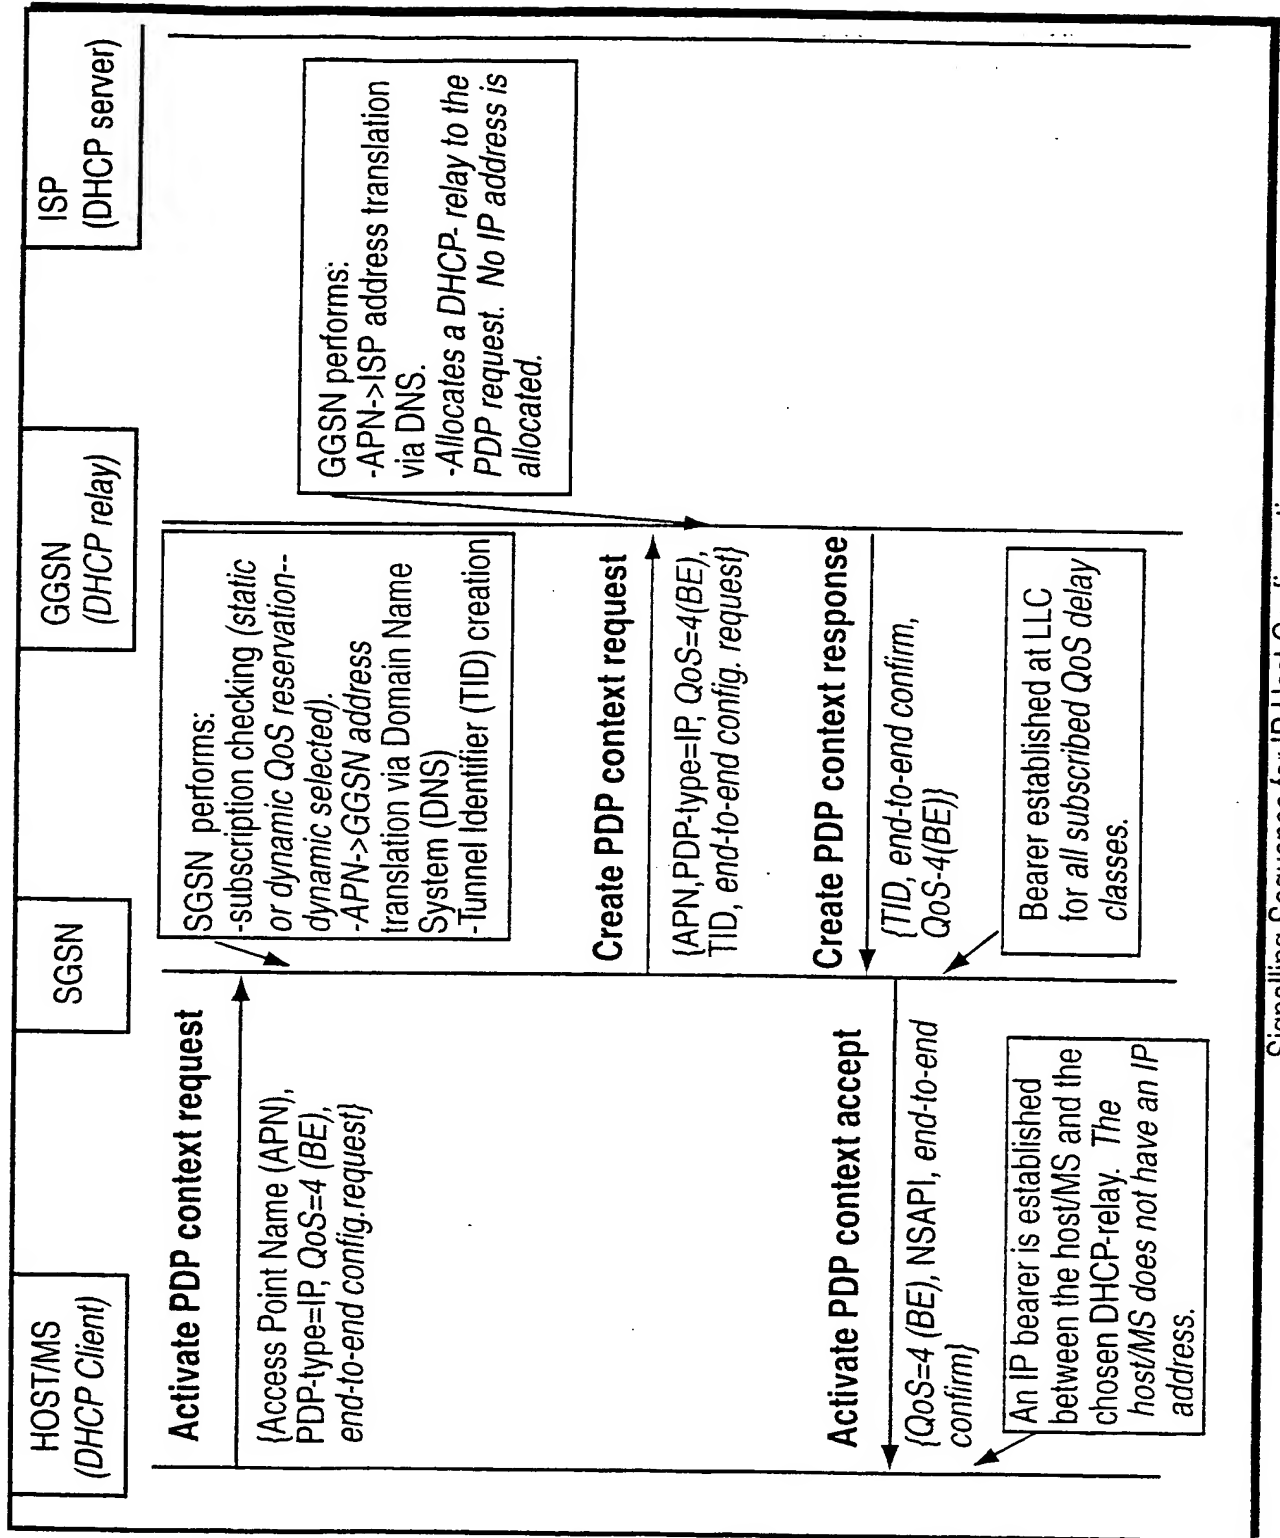 HOST/MS
(DHCP Client)
SGSN
GGSN
(DHCP relay)
ISP
(DHCP server)
Activate PDP context request
{Access Point Name (APN),
PDP-type=IP, QoS=4 (BE),
end-to-end config.request}
SGSN performs:
-subscription checking (static
or dynamic QoS reservation--
dynamic selected).
-APN->GGSN address
translation via Domain Name
System (DNS)
-Tunnel Identifier (TID) creation
Create PDP context request
{APN,PDP-type=IP, QoS=4(BE),
TID, end-to-end config. request}
GGSN performs:
-APN->ISP address translation
via DNS.
-Allocates a DHCP- relay to the
PDP request. No IP address is
allocated.
Create PDP context response
{TID, end-to-end confirm,
QoS-4(BE)}
Bearer established at LLC
for all subscribed QoS delay
classes.
Activate PDP context accept
{QoS=4 (BE), NSAPI, end-to-end
confirm}
An IP bearer is established
between the host/MS and the
chosen DHCP-relay. The
host/MS does not have an IP
address.
Signalling Sequence for IP Host